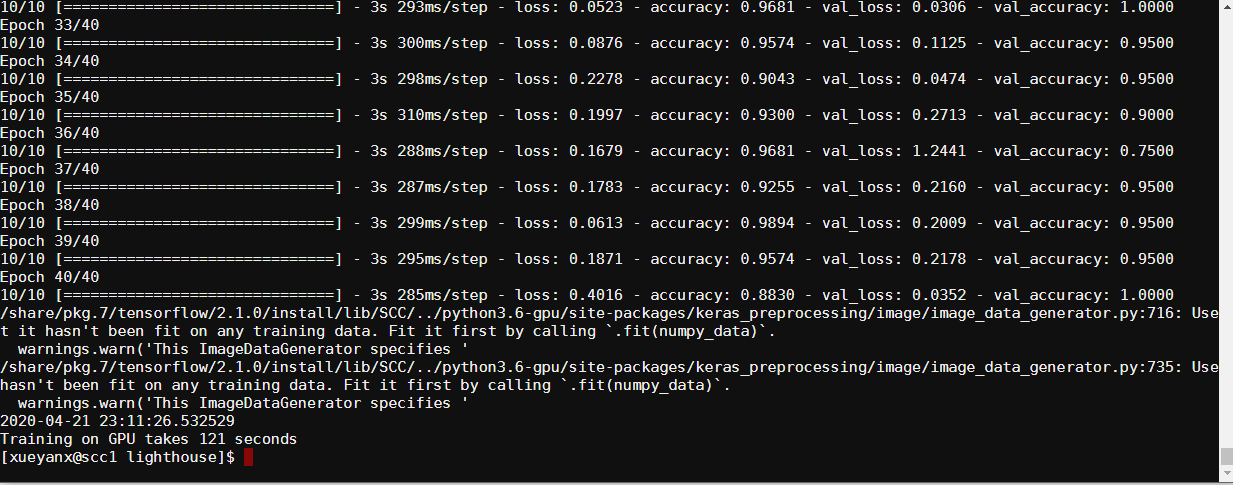 10/10 [==============================] - 3s 293ms/step - loss: 0.0523 - accuracy: 0.9681 - val_loss: 0.0306 - val_accuracy: 1.0000
Epoch 33/40
10/10 [==============================] - 3s 300ms/step - loss: 0.0876 - accuracy: 0.9574 - val_loss: 0.1125 - val_accuracy: 0.9500
Epoch 34/40
10/10 [==============================] - 3s 298ms/step - loss: 0.2278 - accuracy: 0.9043 - val_loss: 0.0474 - val_accuracy: 0.9500
Epoch 35/40
10/10 [==============================] - 3s 310ms/step - loss: 0.1997 - accuracy: 0.9300 - val_loss: 0.2713 - val_accuracy: 0.9000
Epoch 36/40
10/10 [==============================] - 3s 288ms/step - loss: 0.1679 - accuracy: 0.9681 - val_loss: 1.2441 - val_accuracy: 0.7500
Epoch 37/40
10/10 [==============================] - 3s 287ms/step - loss: 0.1783 - accuracy: 0.9255 - val_loss: 0.2160 - val_accuracy: 0.9500
Epoch 38/40
10/10 [==============================] - 3s 299ms/step - loss: 0.0613 - accuracy: 0.9894 - val_loss: 0.2009 - val_accuracy: 0.9500
Epoch 39/40
10/10 [==============================] - 3s 295ms/step - loss: 0.1871 - accuracy: 0.9574 - val_loss: 0.2178 - val_accuracy: 0.9500
Epoch 40/40
10/10 [==============================] - 3s 285ms/step - loss: 0.4016 - accuracy: 0.8830 - val_loss: 0.0352 - val_accuracy: 1.0000
/share/pkg.7/tensorflow/2.1.0/install/lib/SCC/../python3.6-gpu/site-packages/keras_preprocessing/image/image_data_generator.py:716: Use
t it hasn't been fit on any training data. Fit it first by calling `.fit(numpy_data)`.
  warnings.warn('This ImageDataGenerator specifies '
/share/pkg.7/tensorflow/2.1.0/install/lib/SCC/../python3.6-gpu/site-packages/keras_preprocessing/image/image_data_generator.py:735: Use
hasn't been fit on any training data. Fit it first by calling `.fit(numpy_data)`.
  warnings.warn('This ImageDataGenerator specifies '
2020-04-21 23:11:26.532529
Training on GPU takes 121 seconds
[xueyanx@scc1 lighthouse]$